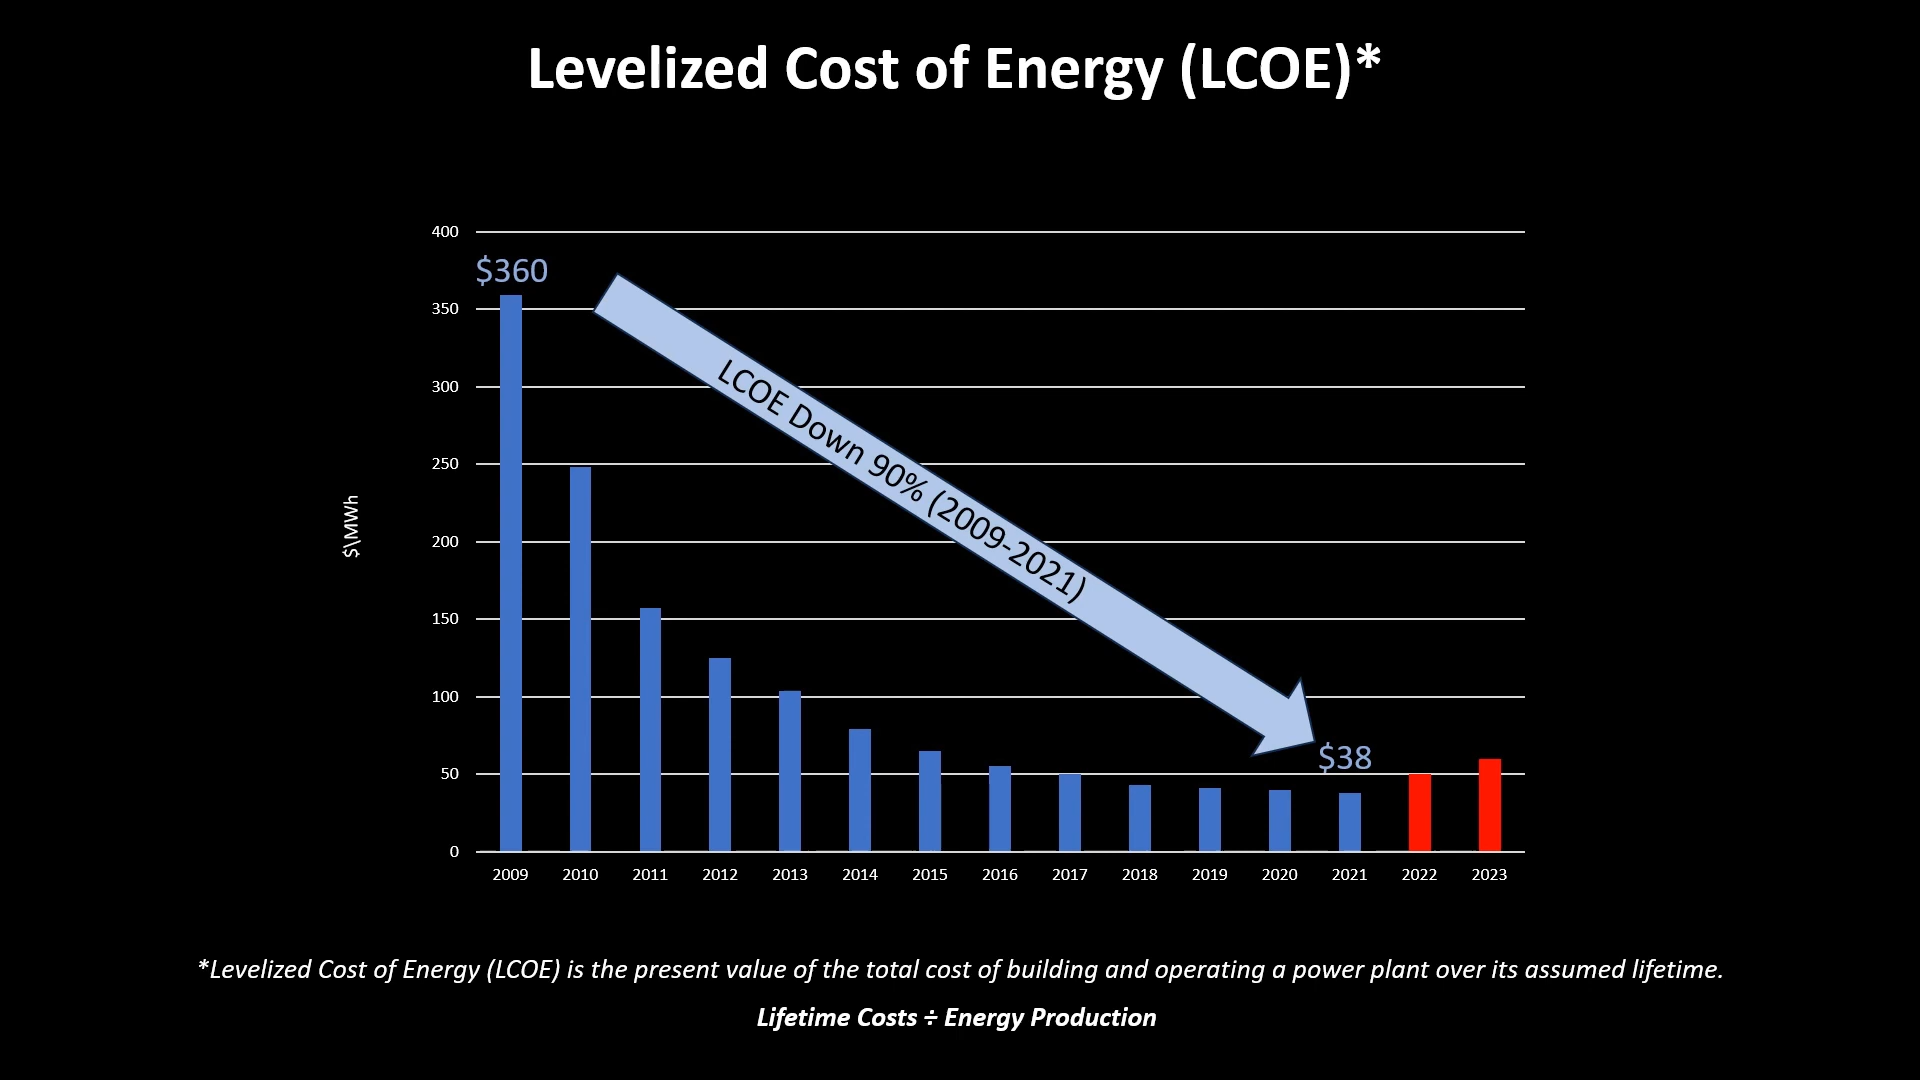 Levelized Cost of Energy (LCOE)*
400
$360
350
300
250
200
150
100
50
0
$\MWh
LCOE Down 90% (2009-2021)
$38
2009 2010 2011 2012 2013 2014 2015 2016 2017 2018 2019 2020 2021 2022 2023
*Levelized Cost of Energy (LCOE) is the present value of the total cost of building and operating a power plant over its assumed lifetime.
Lifetime Costs ÷ Energy Production